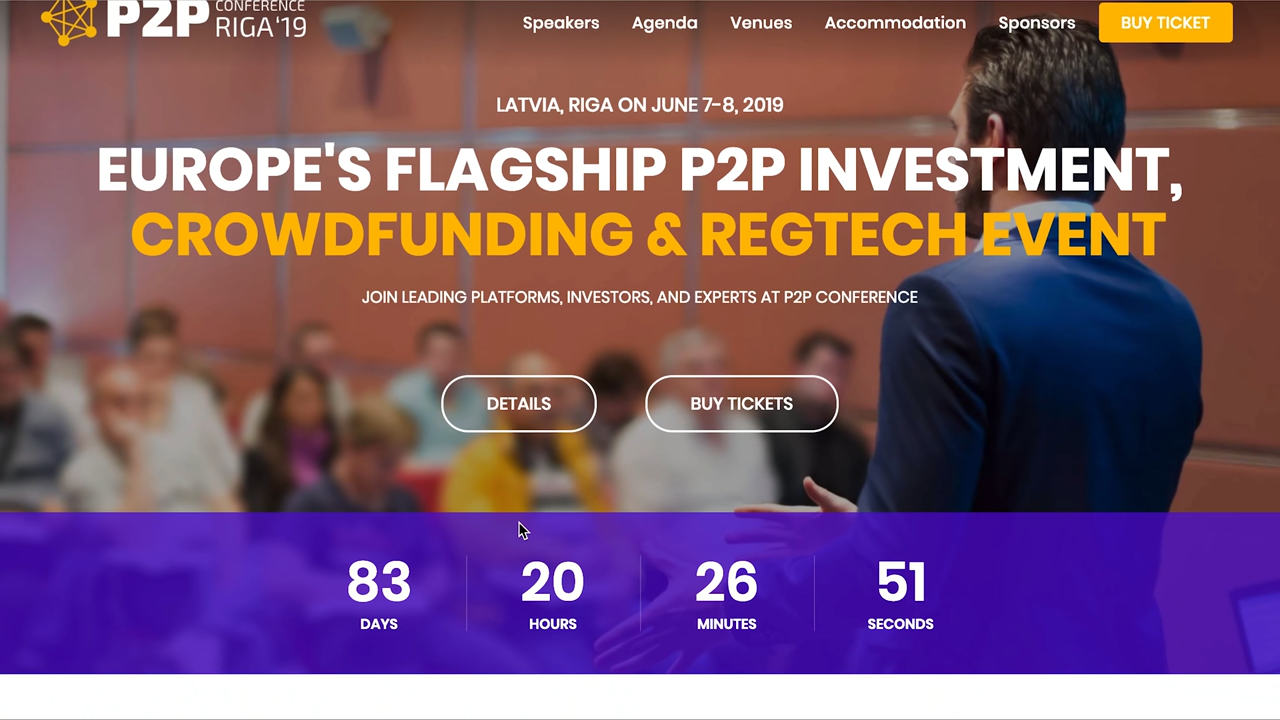 P2P CONFERENCE
RIGA'19
Speakers Agenda Venues Accommodation Sponsors BUY TICKET
LATVIA, RIGA ON JUNE 7-8, 2019
EUROPE'S FLAGSHIP P2P INVESTMENT,
CROWDFUNDING & REGTECH EVENT
JOIN LEADING PLATFORMS, INVESTORS, AND EXPERTS AT P2P CONFERENCE
DETAILS BUY TICKETS
83 20 26 51
DAYS HOURS MINUTES SECONDS